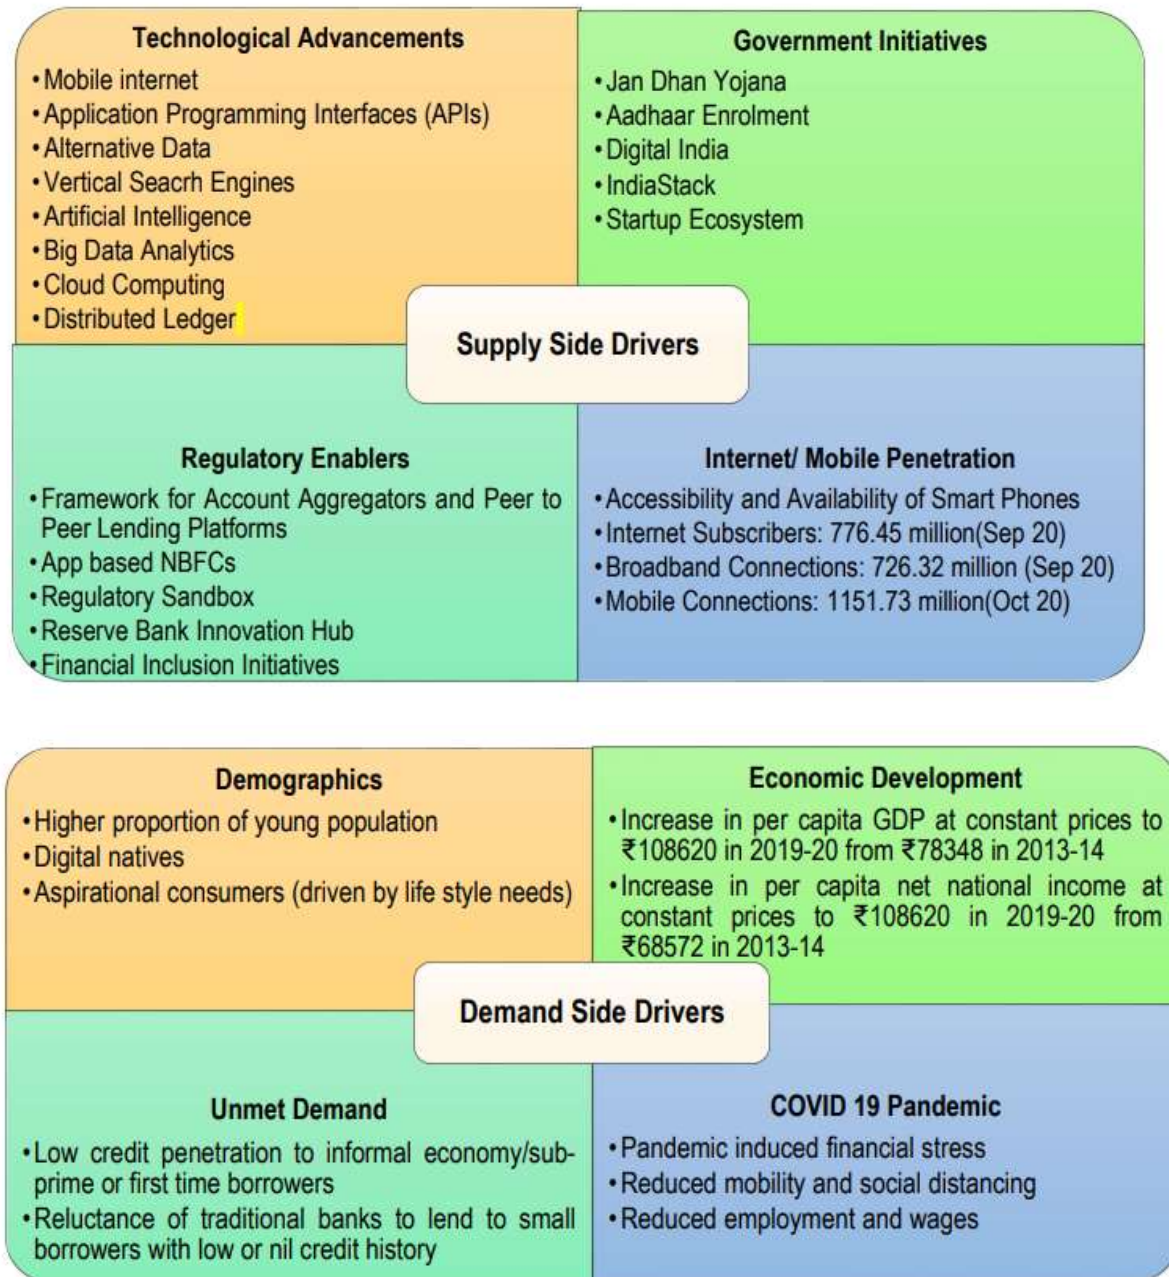 Technological Advancements
•Mobile internet
•Application Programming Interfaces (APIs)
•Alternative Data
•Vertical Seacrh Engines
•Artificial Intelligence
•Big Data Analytics
•Cloud Computing
•Distributed Ledger
Government Initiatives
•Jan Dhan Yojana
•Aadhaar Enrolment
•Digital India
•IndiaStack
•Startup Ecosystem
Supply Side Drivers
Regulatory Enablers
•Framework for Account Aggregators and Peer to
Peer Lending Platforms
•App based NBFCs
•Regulatory Sandbox
•Reserve Bank Innovation Hub
•Financial Inclusion Initiatives
Internet/ Mobile Penetration
•Accessibility and Availability of Smart Phones
•Internet Subscribers: 776.45 million(Sep 20)
•Broadband Connections: 726.32 million (Sep 20)
•Mobile Connections: 1151.73 million(Oct 20)
Demographics
•Higher proportion of young population
•Digital natives
•Aspirational consumers (driven by life style needs)
Economic Development
•Increase in per capita GDP at constant prices to
₹108620 in 2019-20 from ₹78348 in 2013-14
•Increase in per capita net national income at
constant prices to ₹108620 in 2019-20 from
₹68572 in 2013-14
Demand Side Drivers
Unmet Demand
•Low credit penetration to informal economy/sub-
prime or first time borrowers
•Reluctance of traditional banks to lend to small
borrowers with low or nil credit history
COVID 19 Pandemic
•Pandemic induced financial stress
•Reduced mobility and social distancing
•Reduced employment and wages